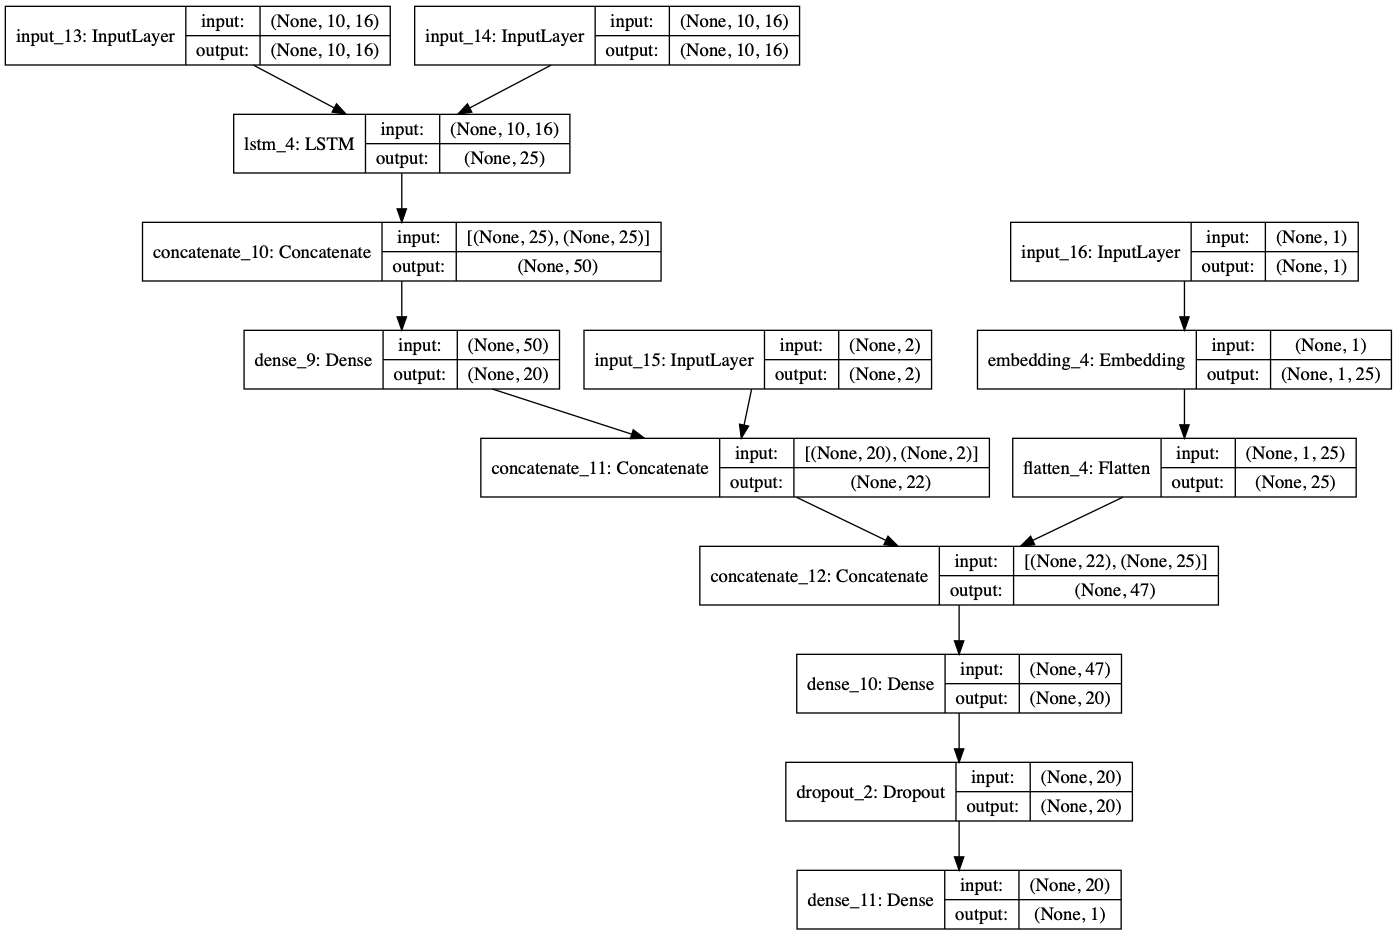 input_13: InputLayer
input: (None, 10, 16)
output: (None, 10, 16)
input_14: InputLayer
input: (None, 10, 16)
output: (None, 10, 16)
lstm_4: LSTM
input: (None, 10, 16)
output: (None, 25)
concatenate_10: Concatenate
input: [(None, 25), (None, 25)]
output: (None, 50)
input_16: InputLayer
input: (None, 1)
output: (None, 1)
dense_9: Dense
input: (None, 50)
output: (None, 20)
input_15: InputLayer
input: (None, 2)
output: (None, 2)
embedding_4: Embedding
input: (None, 1)
output: (None, 1, 25)
concatenate_11: Concatenate
input: [(None, 20), (None, 2)]
output: (None, 22)
flatten_4: Flatten
input: (None, 1, 25)
output: (None, 25)
concatenate_12: Concatenate
input: [(None, 22), (None, 25)]
output: (None, 47)
dense_10: Dense
input: (None, 47)
output: (None, 20)
dropout_2: Dropout
input: (None, 20)
output: (None, 20)
dense_11: Dense
input: (None, 20)
output: (None, 1)